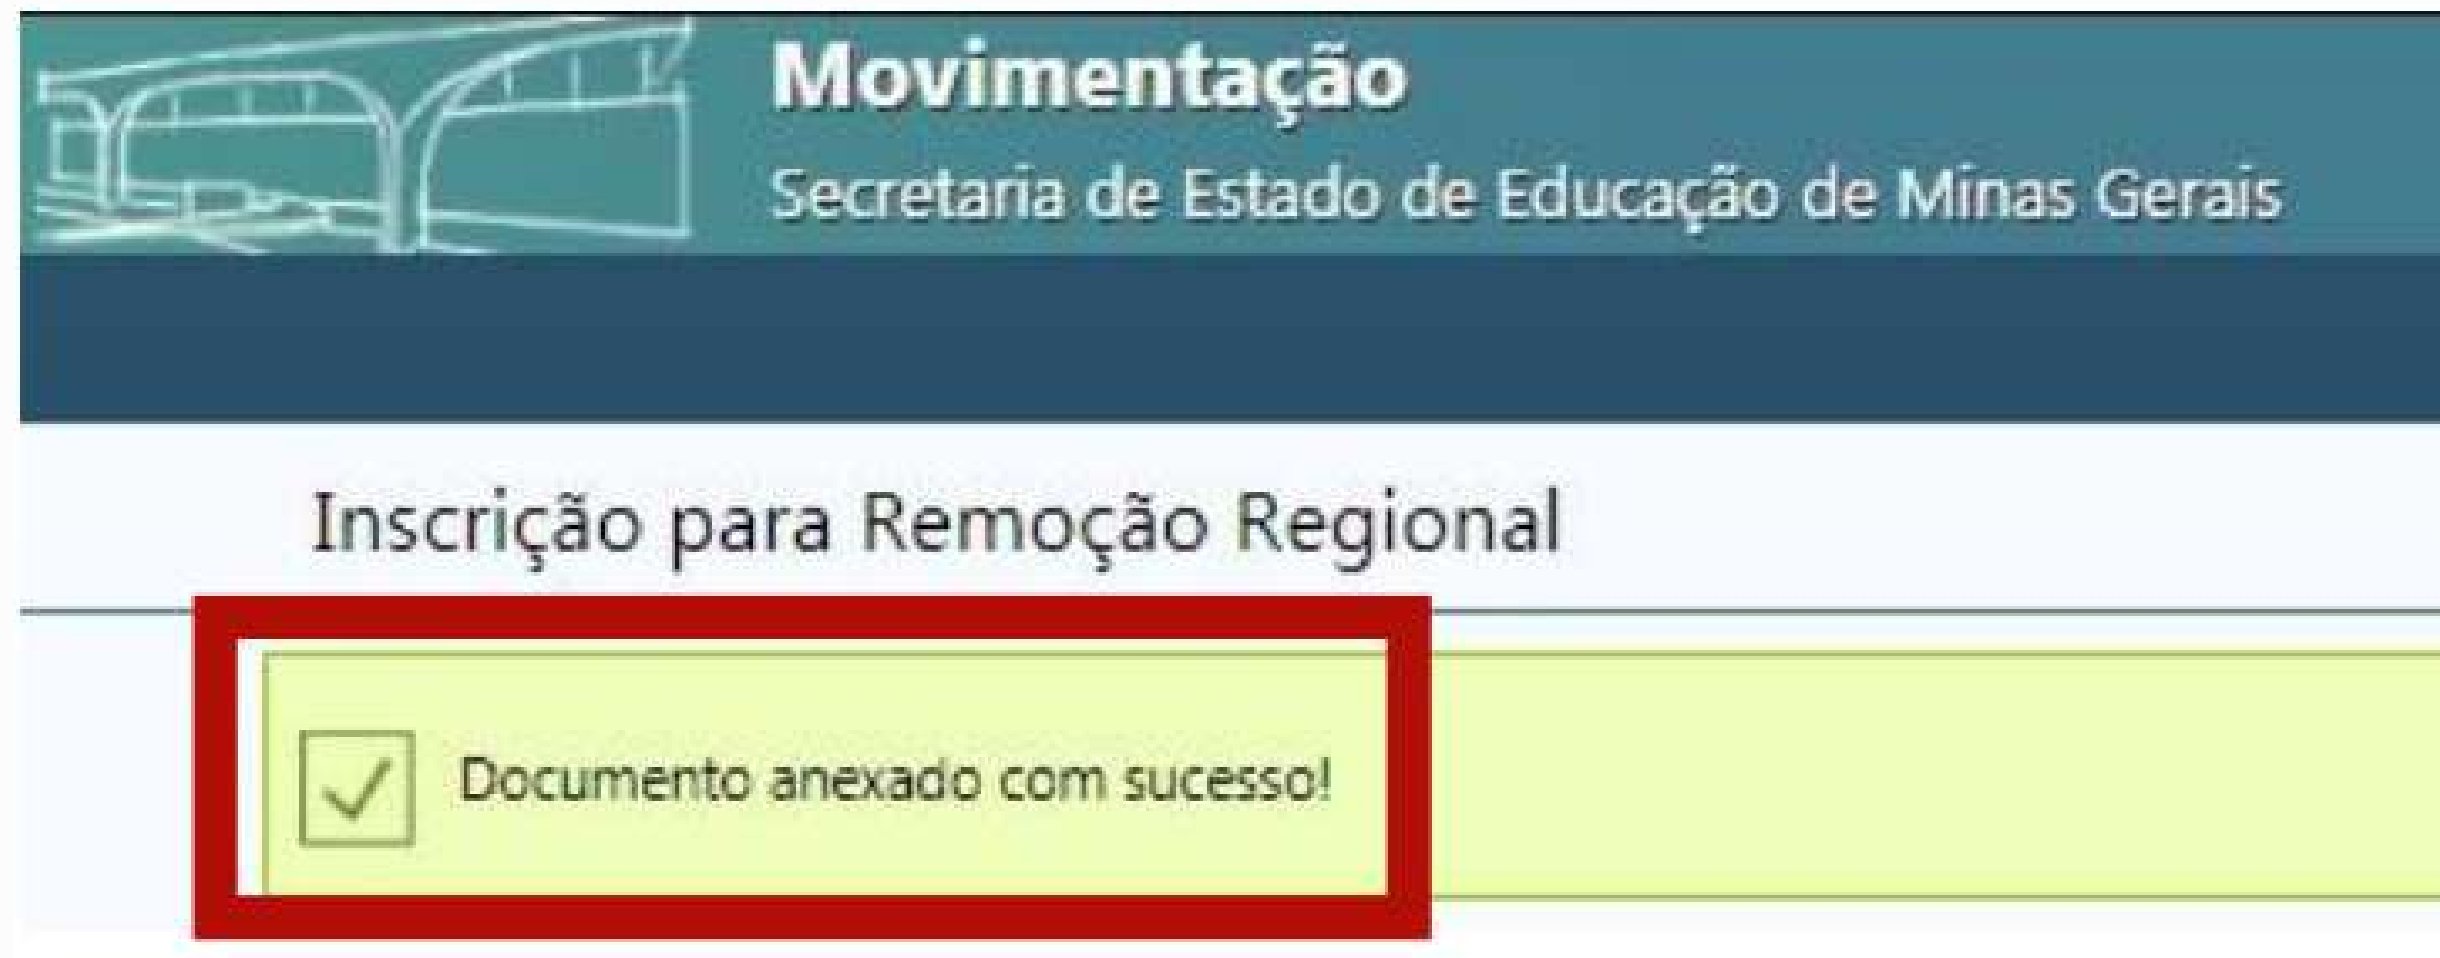 Movimentação
Secretaria de Estado de Educação de Minas Gerais
Inscrição para Remoção Regional
Documento anexado com sucesso!